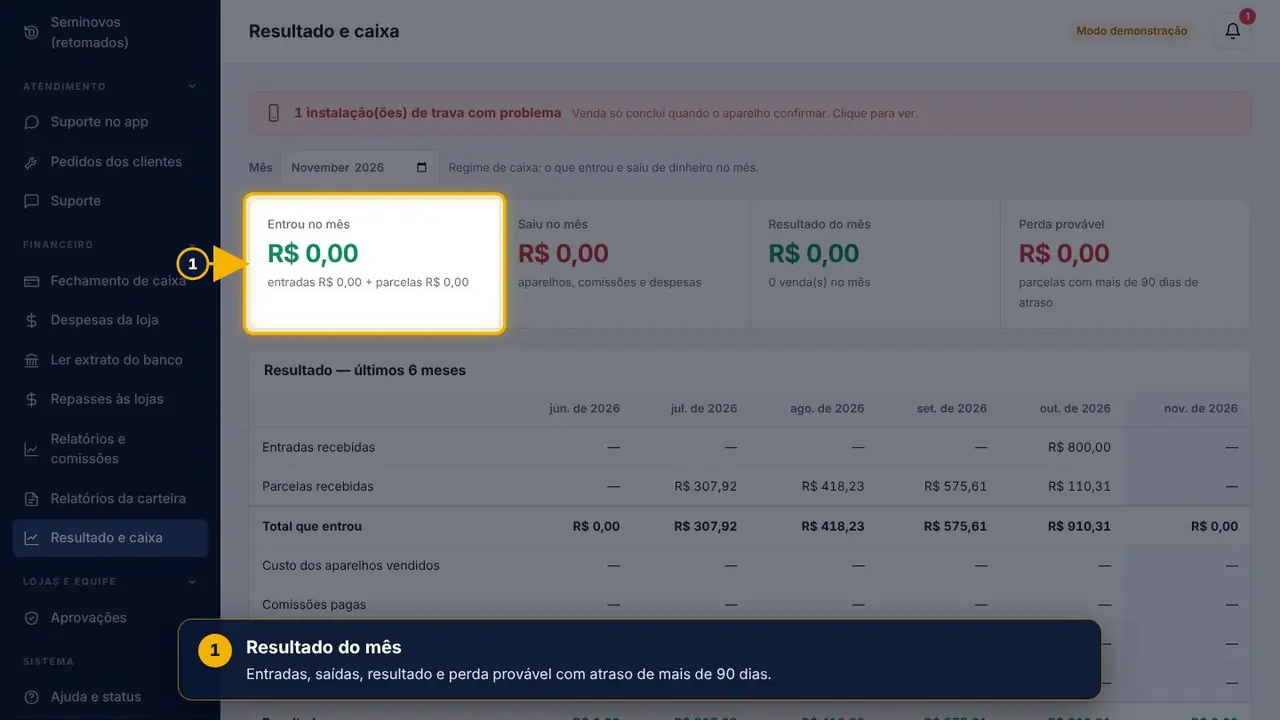 Seminovos
(retomados)
ATENDIMENTO
Suporte no app
Pedidos dos clientes
Suporte
FINANCEIRO
Fechamento de caixa
Despesas da loja
Ler extrato do banco
Repasses às lojas
Relatórios e
comissões
Relatórios da carteira
Resultado e caixa
LOJAS E EQUIPE
Aprovações
SISTEMA
Ajuda e status
Resultado e caixa
Modo demonstração
1
1 instalação(ões) de trava com problema Venda só conclui quando o aparelho confirmar. Clique para ver.
Mês November 2026 Regime de caixa: o que entrou e saiu de dinheiro no mês.
1
Entrou no mês
R$ 0,00
entradas R$ 0,00 + parcelas R$ 0,00
Saiu no mês
R$ 0,00
aparelhos, comissões e despesas
Resultado do mês
R$ 0,00
0 venda(s) no mês
Perda provável
R$ 0,00
parcelas com mais de 90 dias de
atraso
Resultado — últimos 6 meses
jun. de 2026 jul. de 2026 ago. de 2026 set. de 2026 out. de 2026 nov. de 2026
Entradas recebidas — — — — R$ 800,00 —
Parcelas recebidas — R$ 307,92 R$ 418,23 R$ 575,61 R$ 110,31 —
Total que entrou R$ 0,00 R$ 307,92 R$ 418,23 R$ 575,61 R$ 910,31 R$ 0,00
Custo dos aparelhos vendidos — — — — — —
Comissões pagas — — — — — —
1
Resultado do mês
Entradas, saídas, resultado e perda provável com atraso de mais de 90 dias.